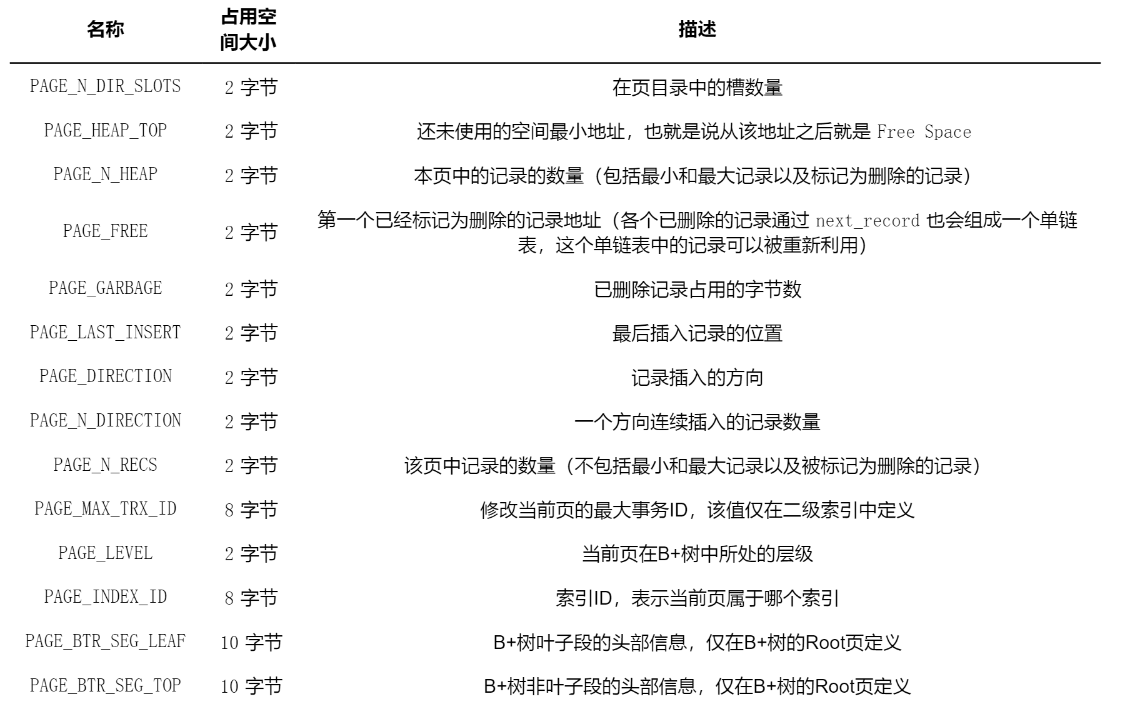 名称 占用空间大小 描述
PAGE_N_DIR_SLOTS 2 字节 在页目录中的槽数量
PAGE_HEAP_TOP 2 字节 还未使用的空间最小地址，也就是说从该地址之后就是 Free Space
PAGE_N_HEAP 2 字节 本页中的记录的数量（包括最小和最大记录以及标记为删除的记录）
PAGE_FREE 2 字节 第一个已经标记为删除的记录地址（各个已删除的记录通过 next_record 也会组成一个单链
表，这个单链表中的记录可以被重新利用）
PAGE_GARBAGE 2 字节 已删除记录占用的字节数
PAGE_LAST_INSERT 2 字节 最后插入记录的位置
PAGE_DIRECTION 2 字节 记录插入的方向
PAGE_N_DIRECTION 2 字节 一个方向连续插入的记录数量
PAGE_N_RECS 2 字节 该页中记录的数量（不包括最小和最大记录以及被标记为删除的记录）
PAGE_MAX_TRX_ID 8 字节 修改当前页的最大事务ID，该值仅在二级索引中定义
PAGE_LEVEL 2 字节 当前页在B+树中所处的层级
PAGE_INDEX_ID 8 字节 索引ID，表示当前页属于哪个索引
PAGE_BTR_SEG_LEAF 10 字节 B+树叶子段的头部信息，仅在B+树的Root页定义
PAGE_BTR_SEG_TOP 10 字节 B+树非叶子段的头部信息，仅在B+树的Root页定义